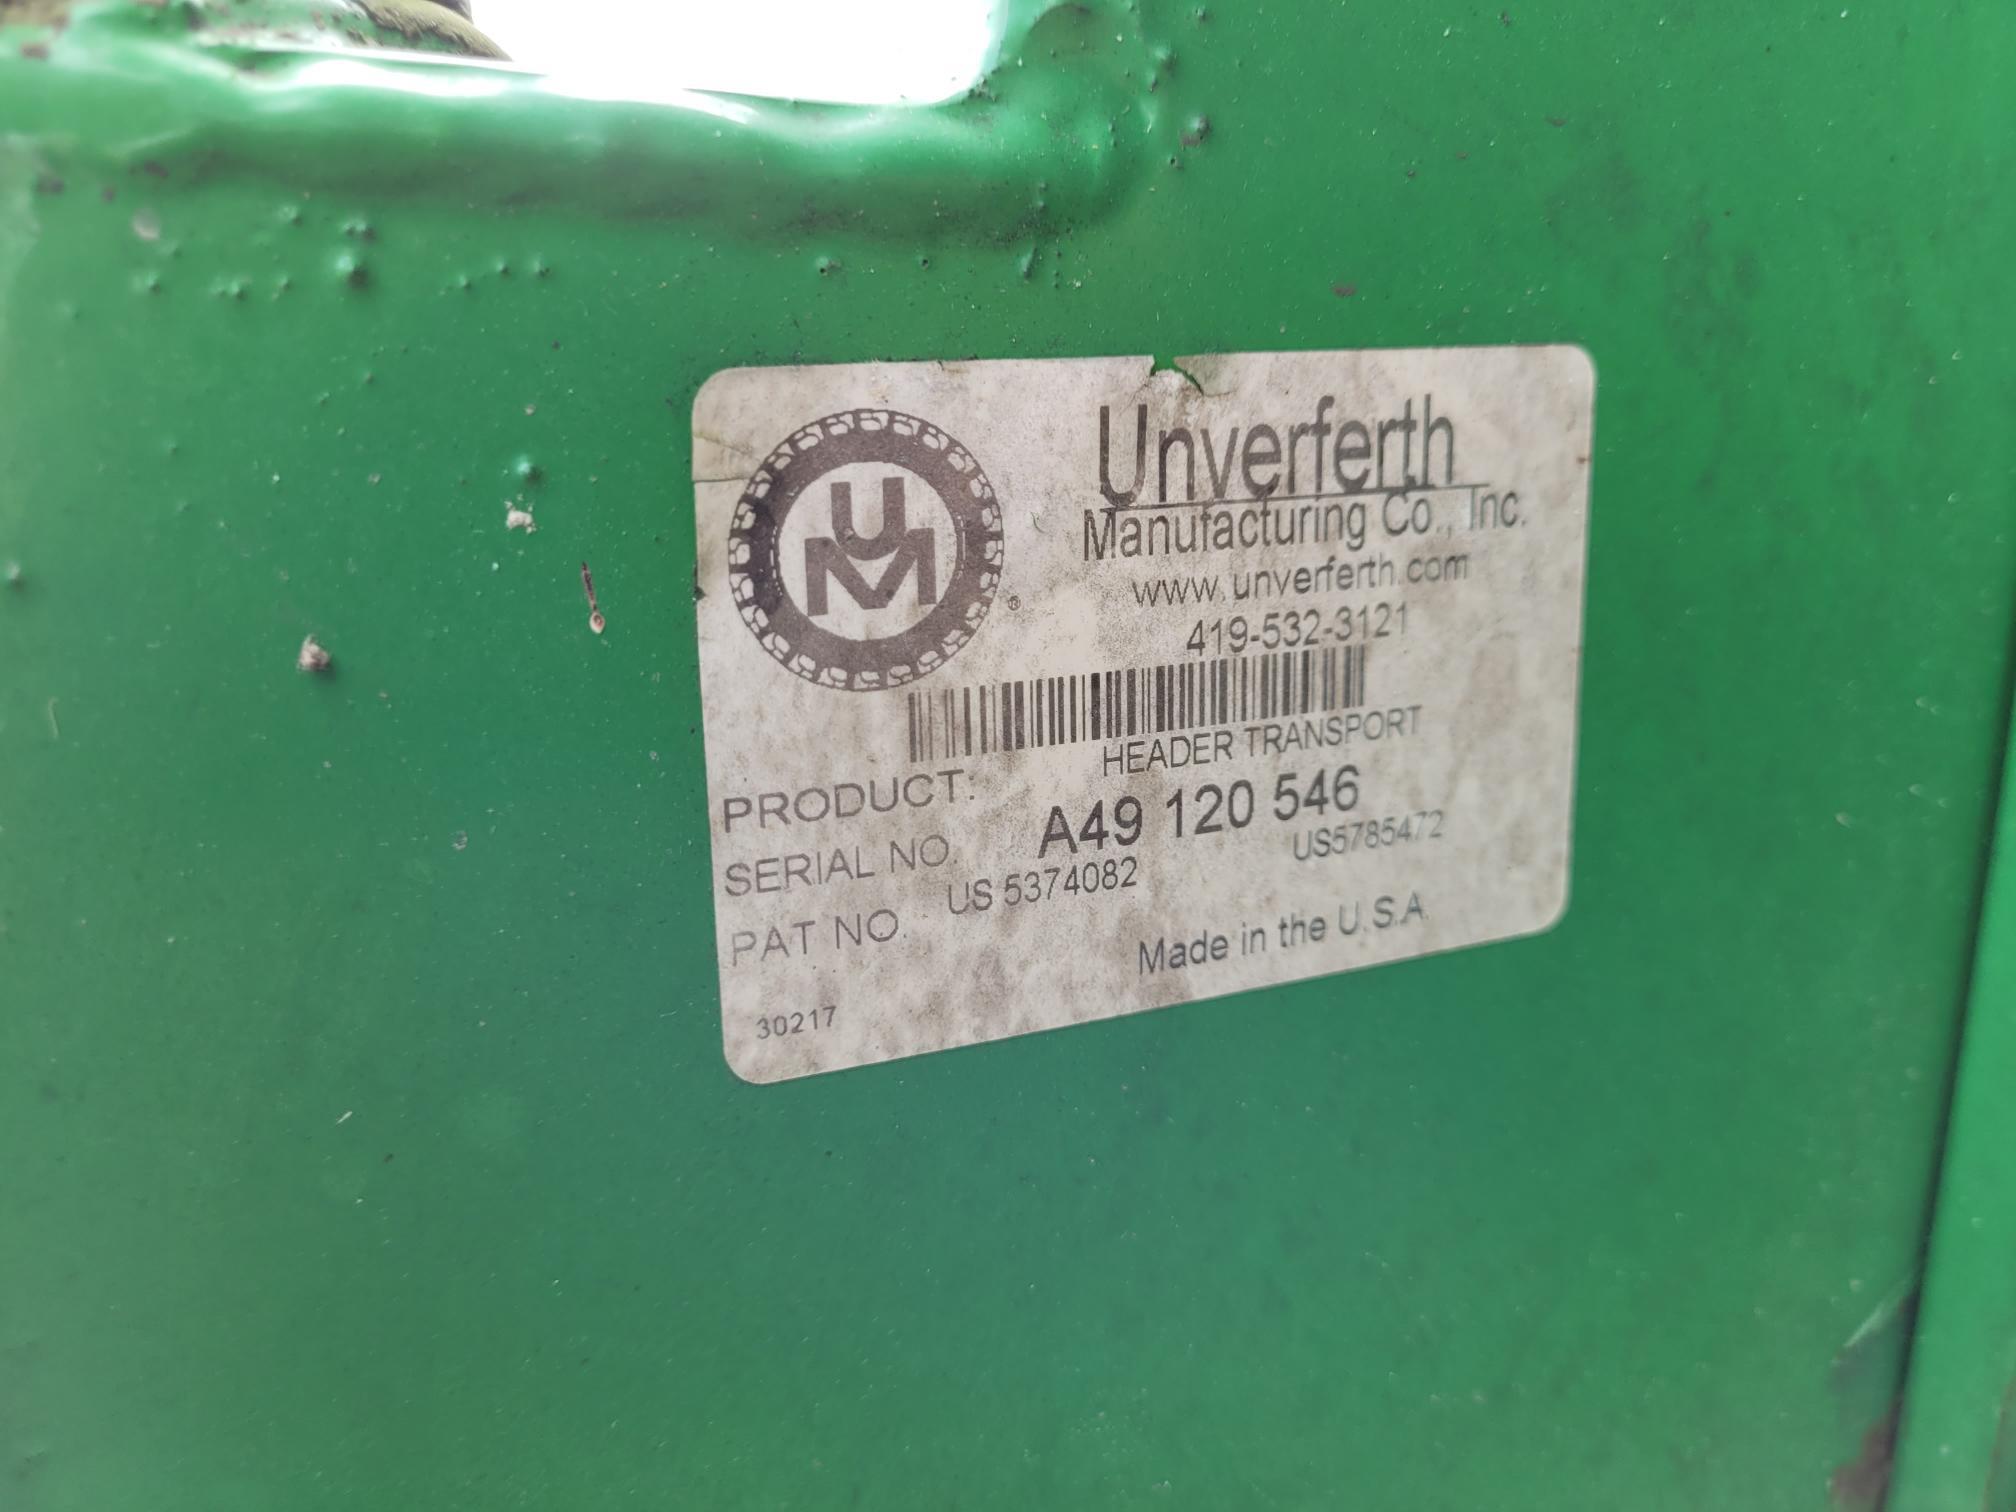 UM
®
Unverferth
Manufacturing Co., Inc.
www.unverferth.com
419-532-3121
PRODUCT: HEADER TRANSPORT
SERIAL NO. A49 120 546
PAT NO. US 5374082 US5785472
Made in the U.S.A.
30217